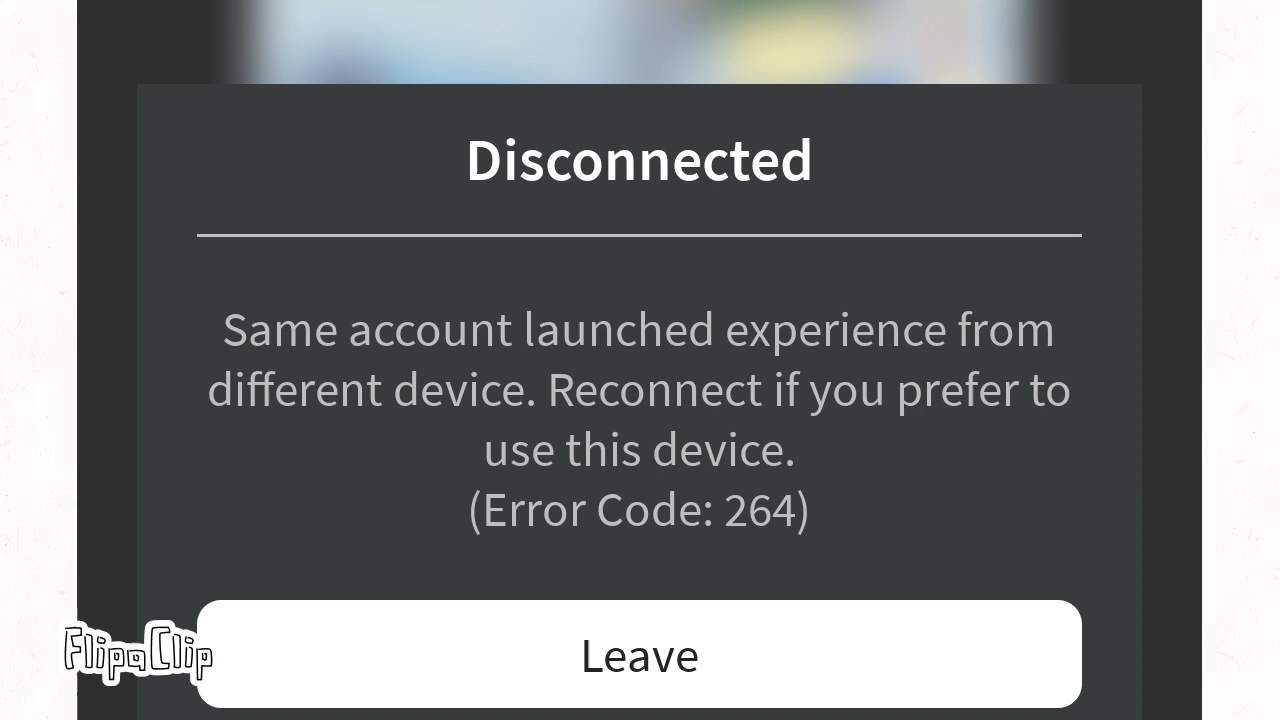 Disconnected
Same account launched experience from
different device. Reconnect if you prefer to
use this device.
(Error Code: 264)
Leave
FlipaClip